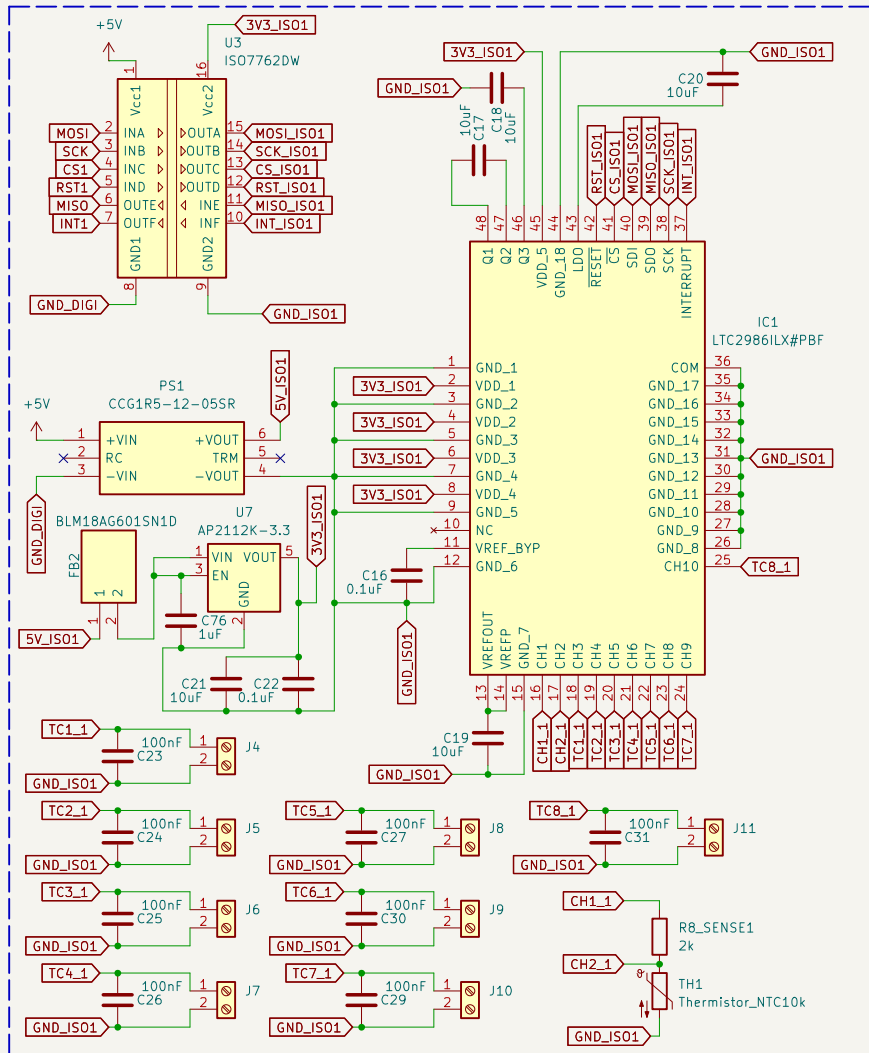 +5V
3V3_ISO1
U3
ISO7762DW
1
16
Vcc1
Vcc2
MOSI 2 INA OUTA 15 MOSI_ISO1
SCK 3 INB OUTB 14 SCK_ISO1
CS1 4 INC OUTC 13 CS_ISO1
RST1 5 IND OUTD 12 RST_ISO1
MISO 6 OUTE INE 11 MISO_ISO1
INT1 7 OUTF INF 10 INT_ISO1
GND1
GND2
8
9
GND_DIGI
GND_ISO1
3V3_ISO1
GND_ISO1
GND_ISO1
C20
10uF
C18
10uF
C17
10uF
RST_ISO1
CS_ISO1
MOSI_ISO1
MISO_ISO1
SCK_ISO1
INT_ISO1
48
47
46
45
44
43
42
41
40
39
38
37
Q1
Q2
Q3
VDD_5
GND_18
LDO
RESET
CS
SDI
SDO
SCK
INTERRUPT
IC1
LTC2986ILX#PBF
1 GND_1
3V3_ISO1 2 VDD_1
3 GND_2
3V3_ISO1 4 VDD_2
5 GND_3
3V3_ISO1 6 VDD_3
7 GND_4
3V3_ISO1 8 VDD_4
9 GND_5
10 NC
11 VREF_BYP
12 GND_6
COM 36
GND_17 35
GND_16 34
GND_15 33
GND_14 32
GND_13 31 GND_ISO1
GND_12 30
GND_11 29
GND_10 28
GND_9 27
GND_8 26
CH10 25 TC8_1
VREFOUT
VREFP
GND_7
CH1
CH2
CH3
CH4
CH5
CH6
CH7
CH8
CH9
13
14
15
16
17
18
19
20
21
22
23
24
CH1_1
CH2_1
TC1_1
TC2_1
TC3_1
TC4_1
TC5_1
TC6_1
TC7_1
C16
0.1uF
GND_ISO1
C19
10uF
GND_ISO1
PS1
CCG1R5-12-05SR
+5V
5V_ISO1
1 +VIN +VOUT 6
2 RC TRM 5
3 -VIN -VOUT 4
GND_DIGI
BLM18AG601SN1D
FB2
1
2
1
2
5V_ISO1
U7
AP2112K-3.3
3V3_ISO1
1 VIN VOUT 5
3 EN
GND
2
C76
1uF
C21
10uF
C22
0.1uF
TC1_1
100nF
C23
1
2
J4
GND_ISO1
TC2_1
100nF
C24
1
2
J5
GND_ISO1
TC3_1
100nF
C25
1
2
J6
GND_ISO1
TC4_1
100nF
C26
1
2
J7
GND_ISO1
TC5_1
100nF
C27
1
2
J8
GND_ISO1
TC6_1
100nF
C30
1
2
J9
GND_ISO1
TC7_1
100nF
C29
1
2
J10
GND_ISO1
TC8_1
100nF
C31
1
2
J11
GND_ISO1
CH1_1
R8_SENSE1
2k
CH2_1
TH1
Thermistor_NTC10k
GND_ISO1